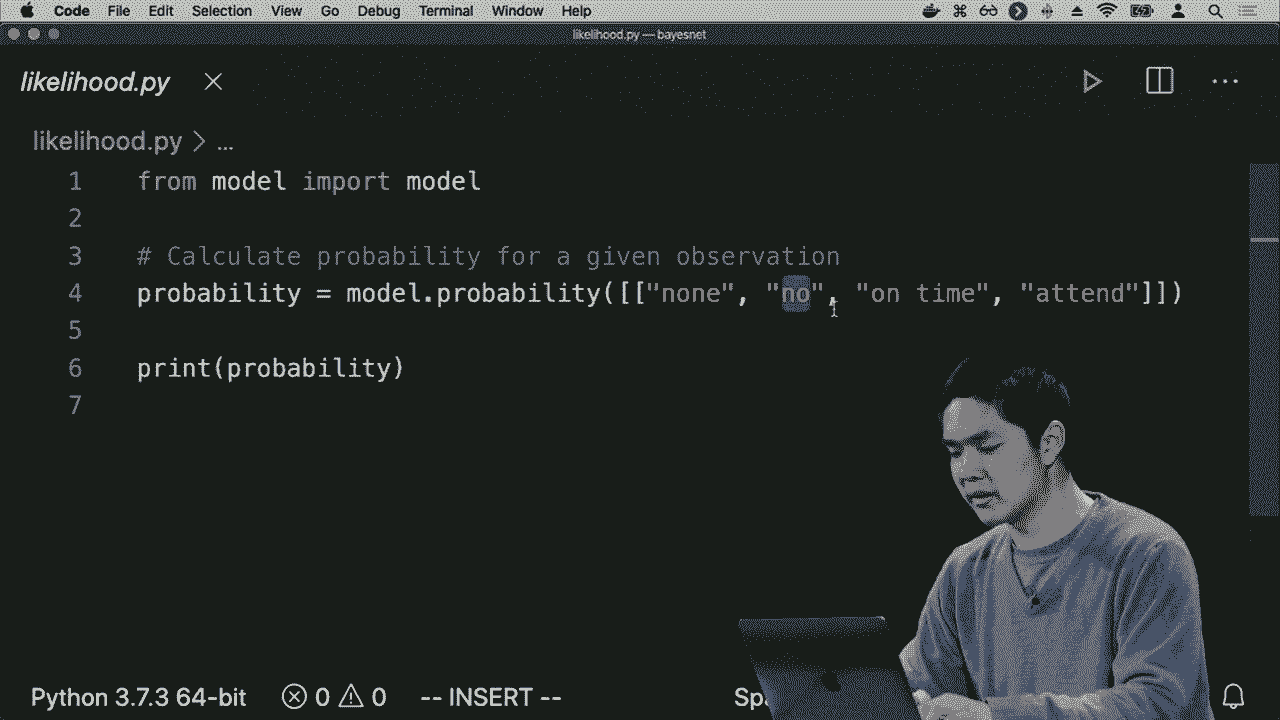 Code File Edit Selection View Go Debug Terminal Window Help
likelihood.py — bayesnet
likelihood.py
likelihood.py > ...
1 from model import model
2
3 # Calculate probability for a given observation
4 probability = model.probability([["none", "no", "on time", "attend"]])
5
6 print(probability)
7
Python 3.7.3 64-bit 0 0 -- INSERT -- Spa